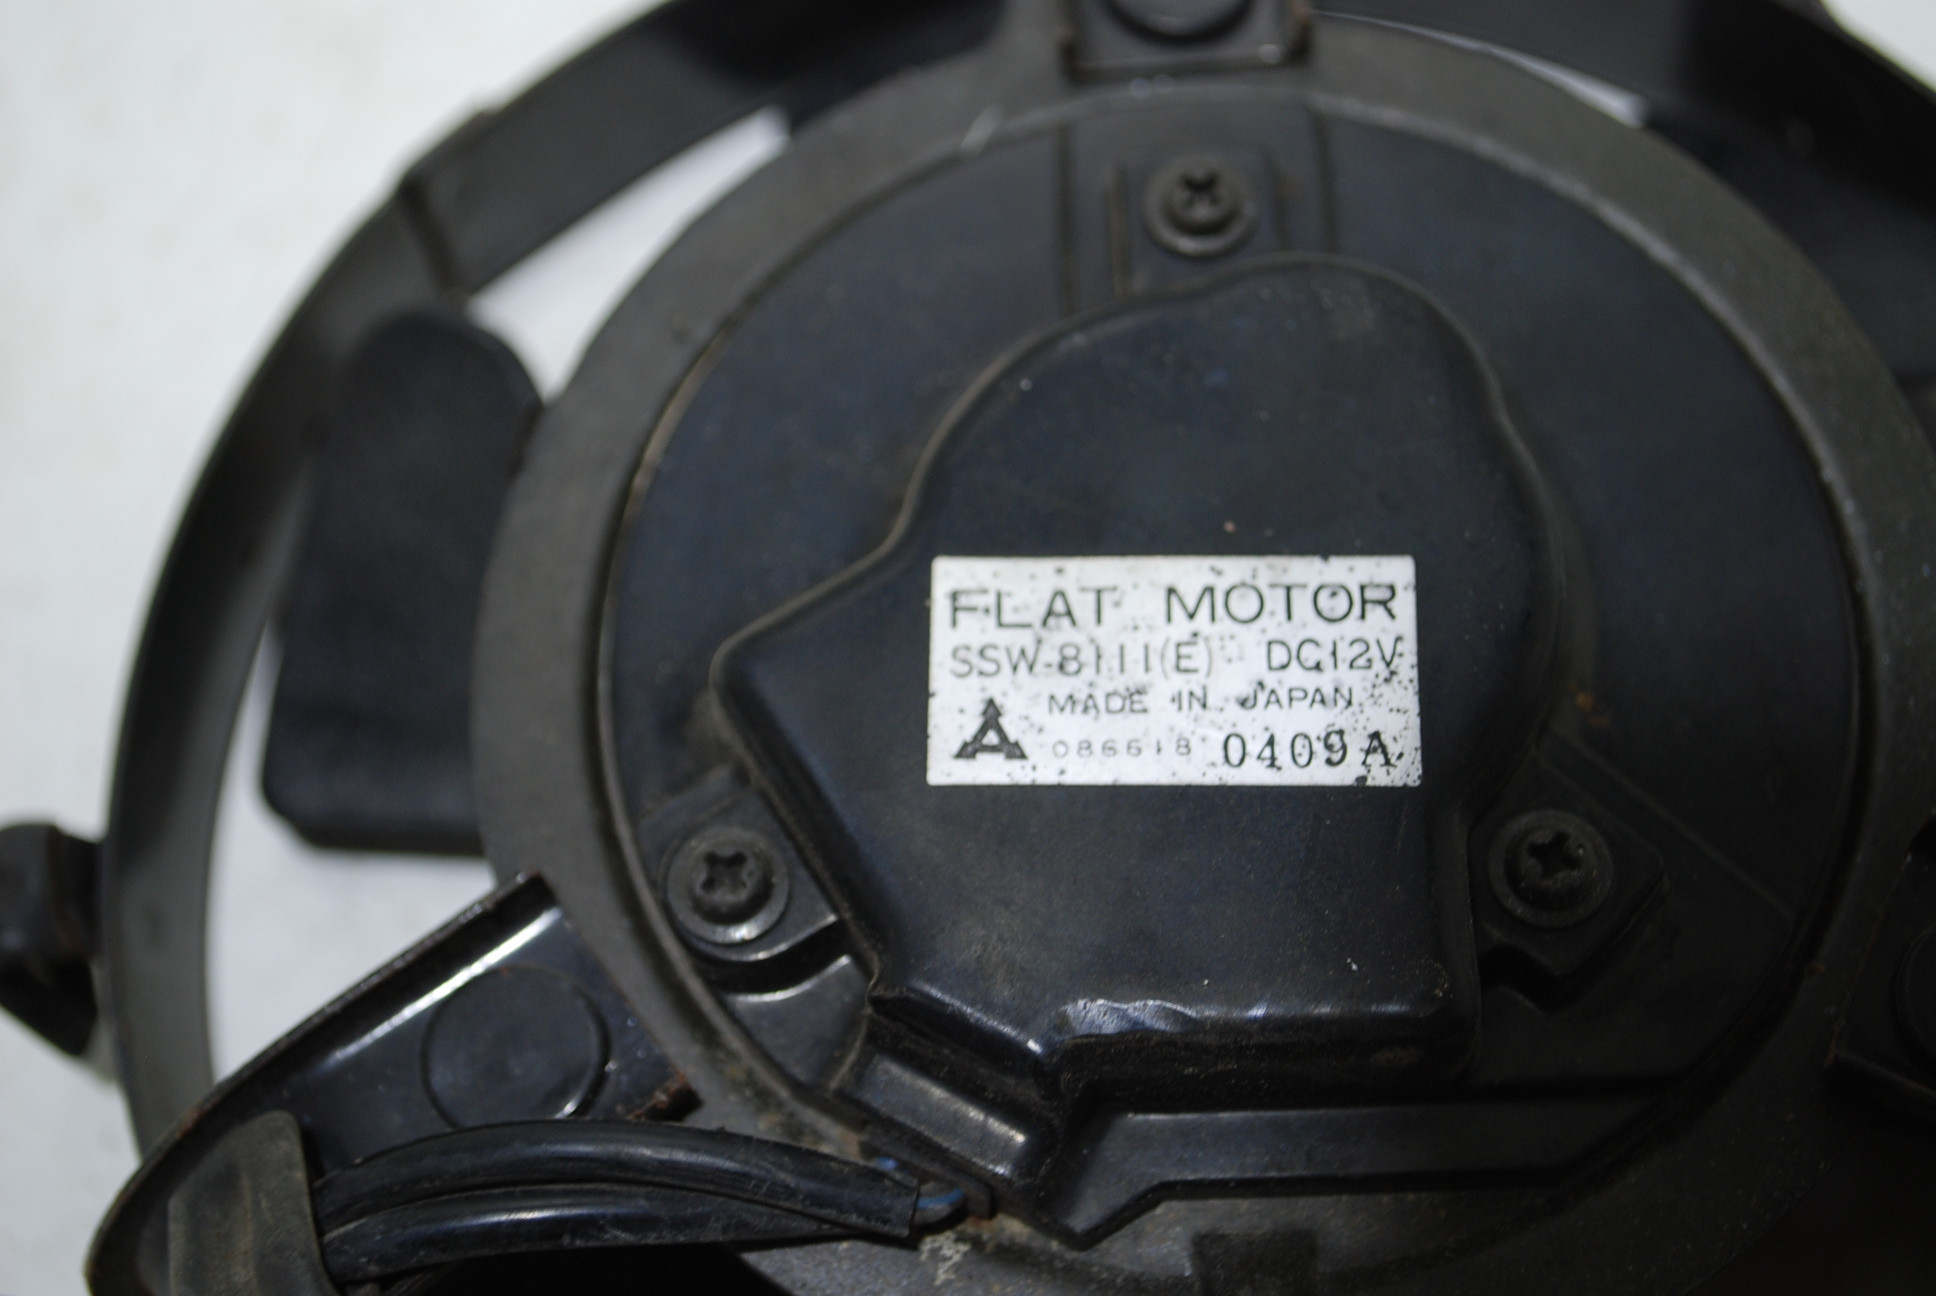 FLAT MOTOR
SSW-8111(E) DC12V
MADE IN JAPAN
086618 0409A